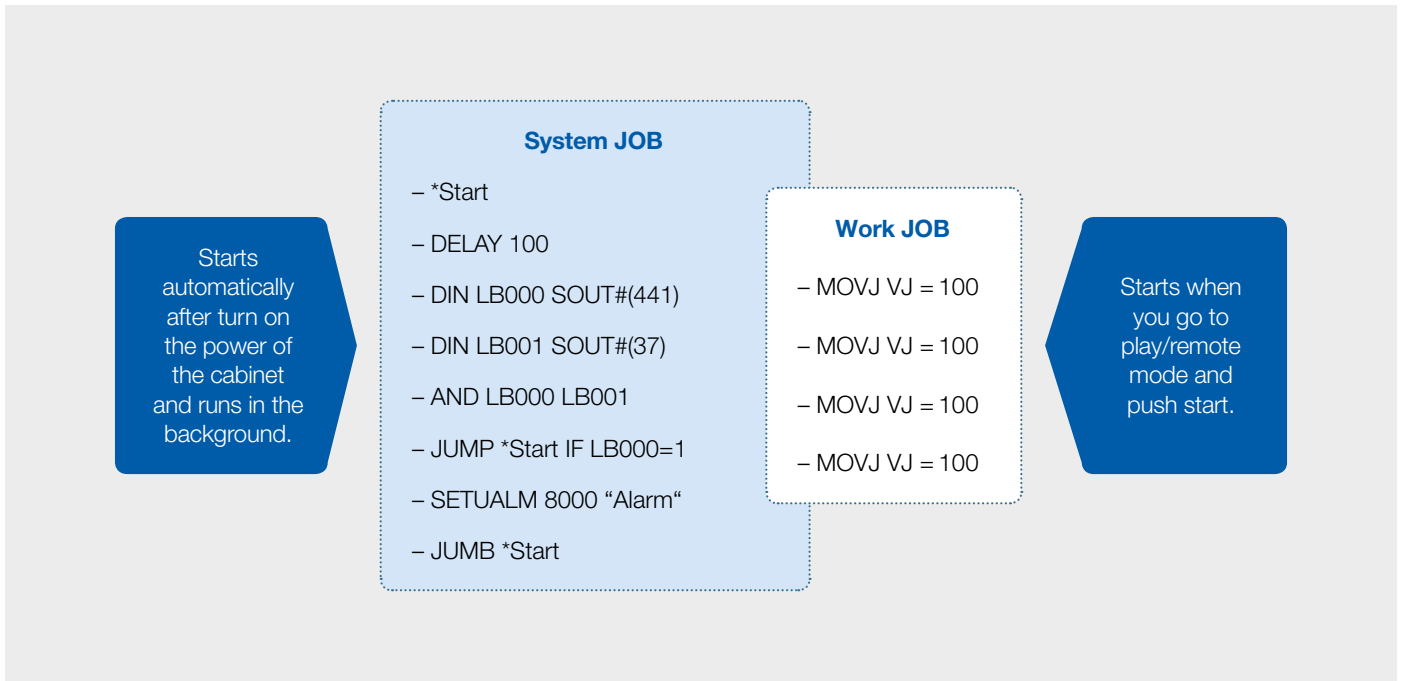 Starts
automatically
after turn on
the power of
the cabinet
and runs in the
background.
System JOB
– *Start
– DELAY 100
– DIN LB000 SOUT#(441)
– DIN LB001 SOUT#(37)
– AND LB000 LB001
– JUMP *Start IF LB000=1
– SETUALM 8000 “Alarm“
– JUMB *Start
Work JOB
– MOVJ VJ = 100
– MOVJ VJ = 100
– MOVJ VJ = 100
– MOVJ VJ = 100
Starts when
you go to
play/remote
mode and
push start.